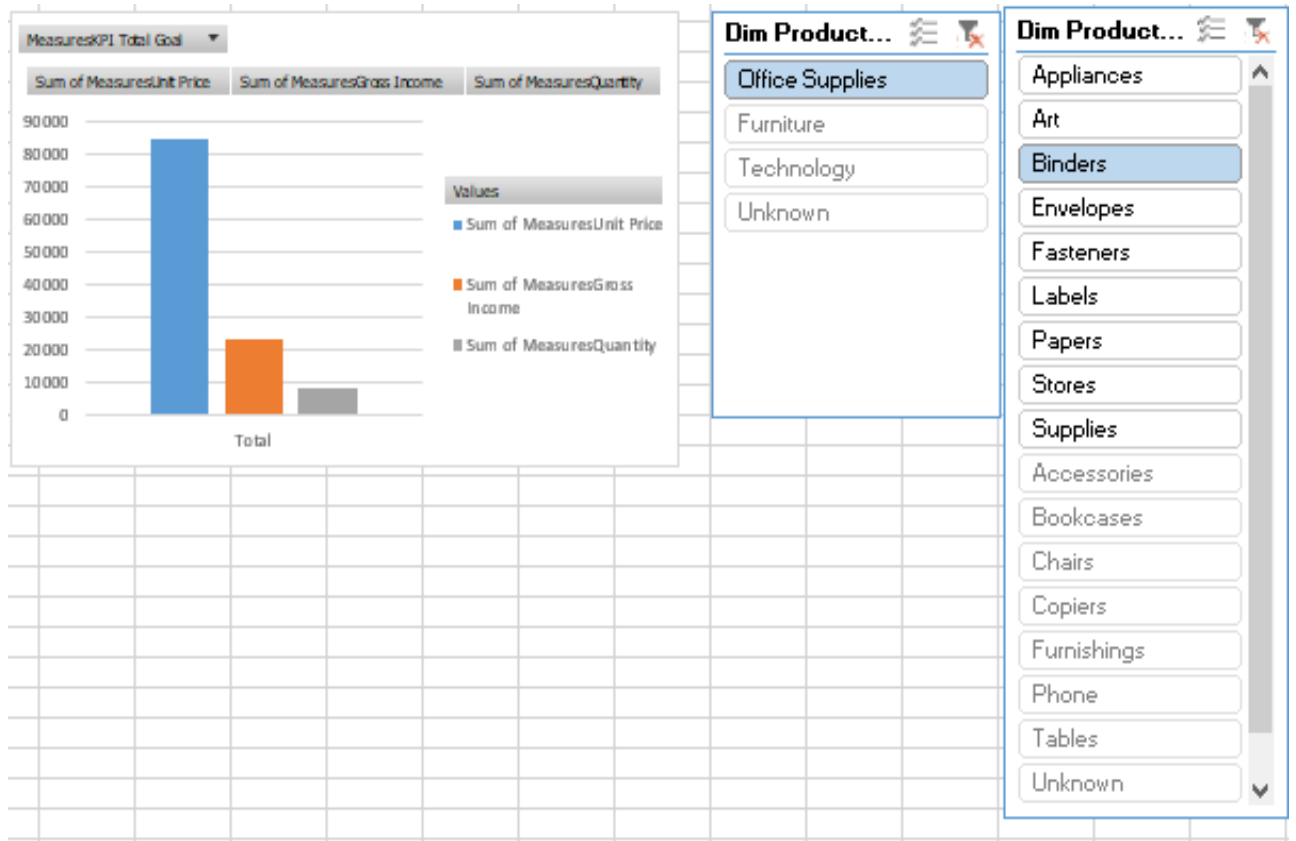 MeasuresKPI Total Goal
Sum of MeasuresUnit Price
Sum of MeasuresGross Income
Sum of MeasuresQuantity
90000
80000
70000
60000
50000
40000
30000
20000
10000
0
Total
Values
Sum of MeasuresUnit Price
Sum of MeasuresGross
Income
Sum of MeasuresQuantity
Dim Product...
Office Supplies
Furniture
Technology
Unknown
Dim Product...
Appliances
Art
Binders
Envelopes
Fasteners
Labels
Papers
Stores
Supplies
Accessories
Bookcases
Chairs
Copiers
Furnishings
Phone
Tables
Unknown